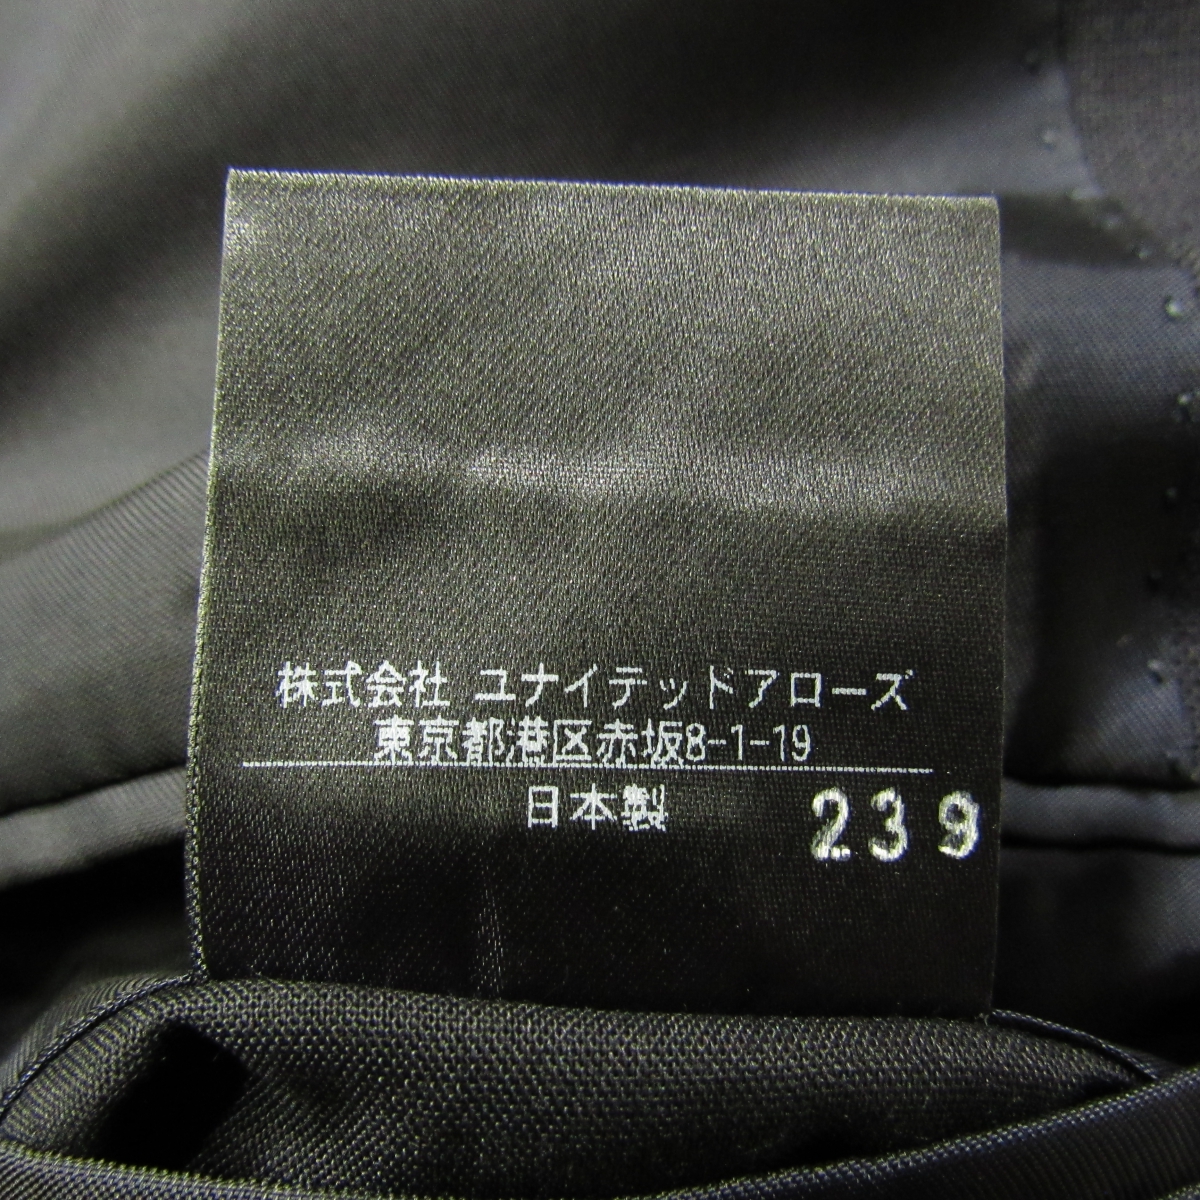 株式会社 ユナイテッドアローズ
東京都港区赤坂8-1-19
日本製 239